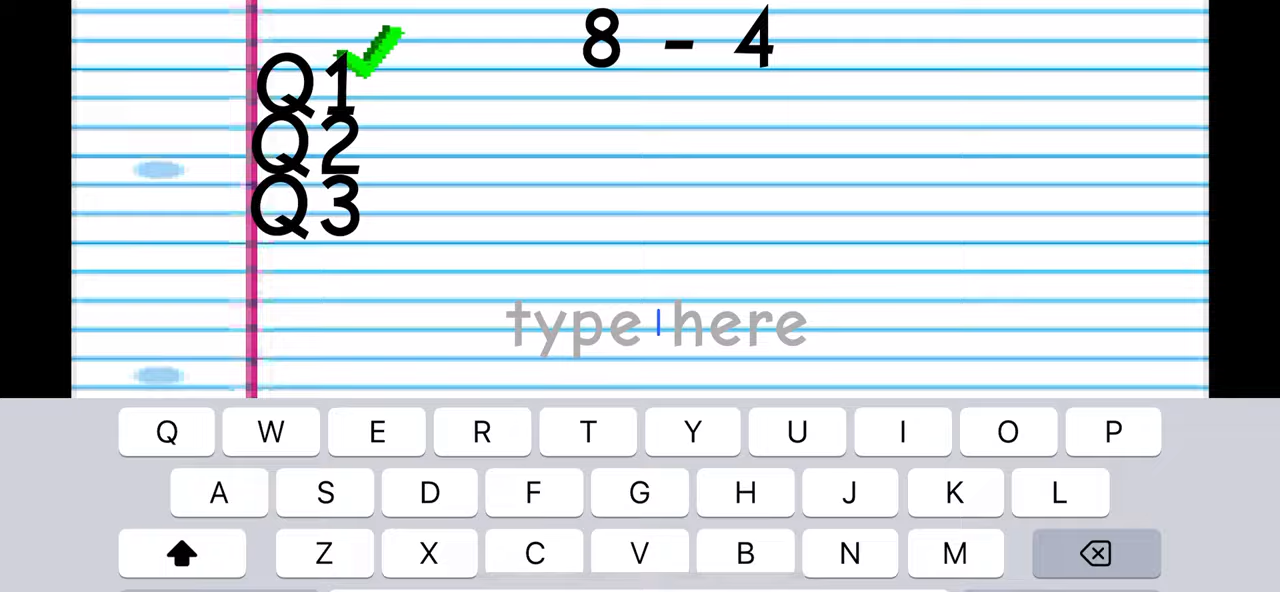 8 - 4
Q1
Q2
Q3
type here
Q W E R T Y U I O P
A S D F G H J K L
Z X C V B N M